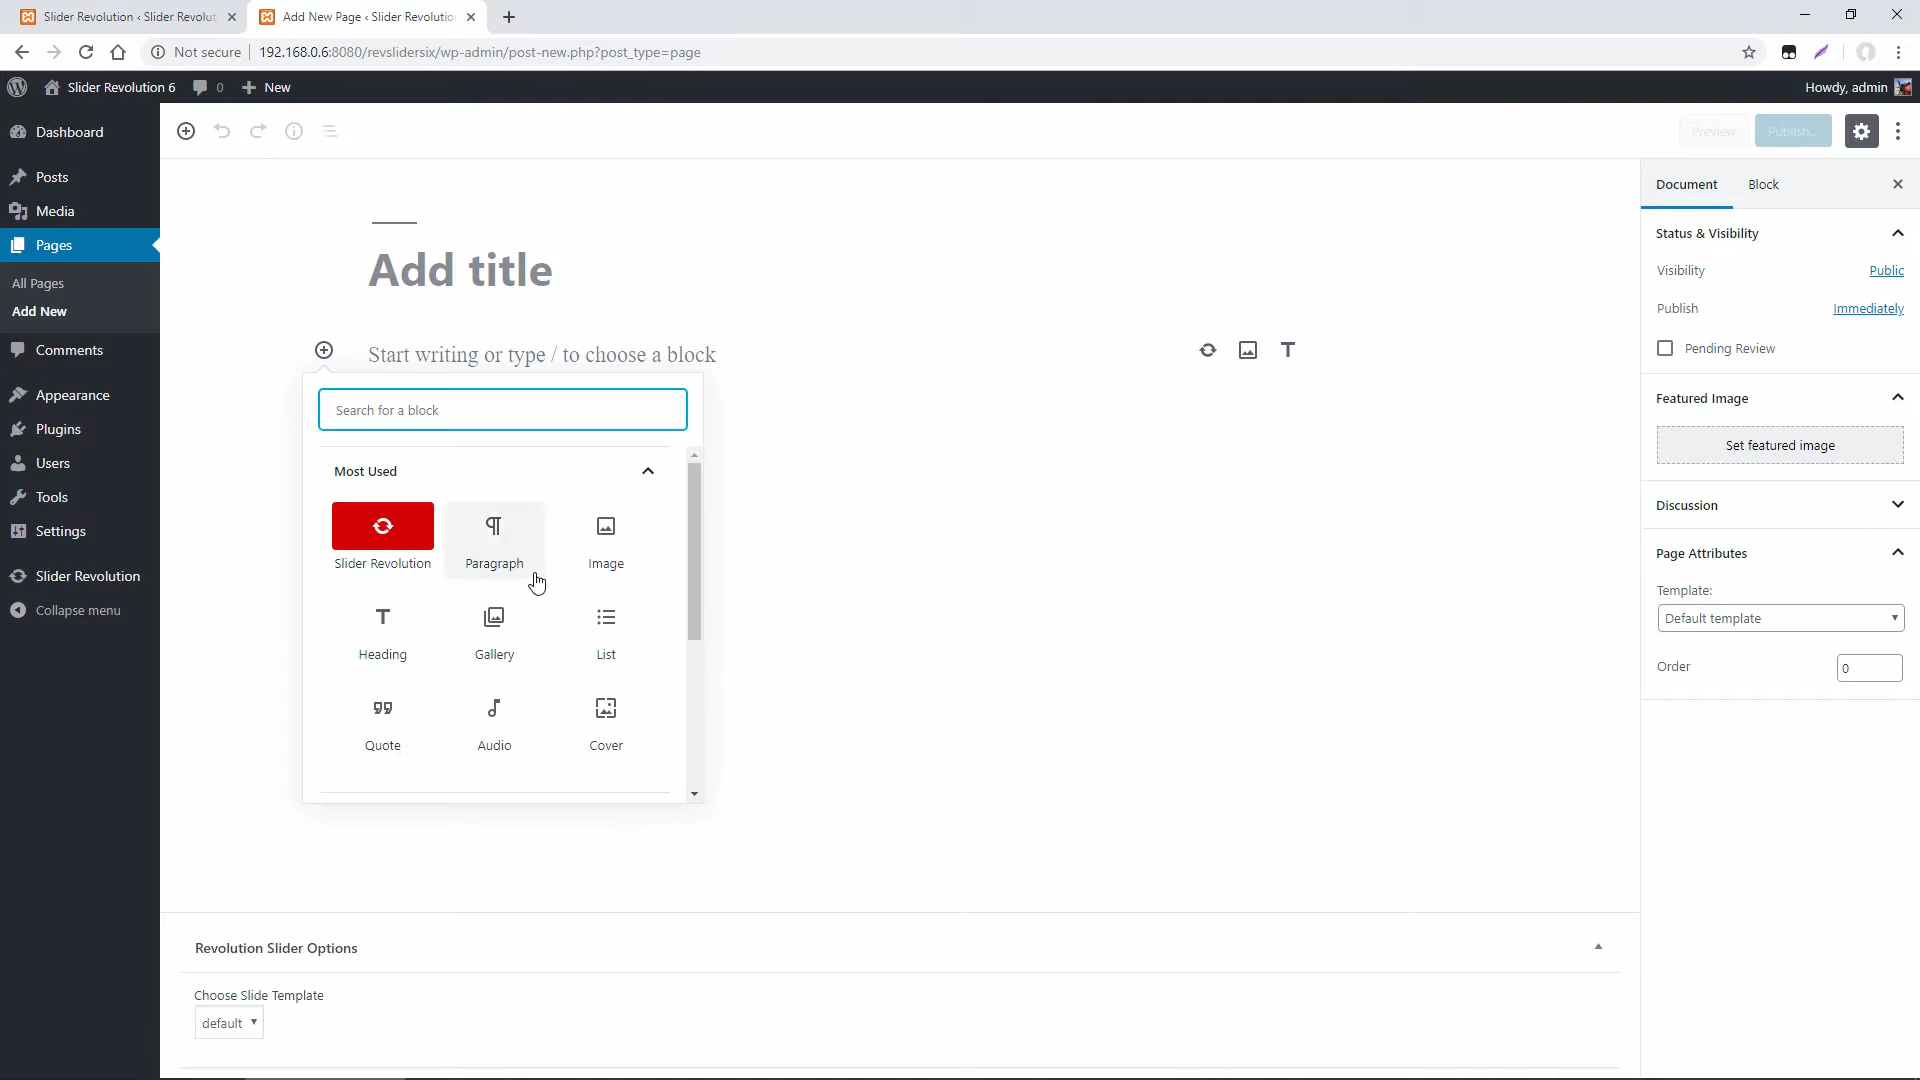 Slider Revolution ‹ Slider Revolut
Add New Page ‹ Slider Revolution
Not secure
192.168.0.6:8080/revslidersix/wp-admin/post-new.php?post_type=page
Slider Revolution 6
0
New
Howdy, admin
Dashboard
Posts
Media
Pages
All Pages
Add New
Comments
Appearance
Plugins
Users
Tools
Settings
Slider Revolution
Collapse menu
Preview
Publish...
Add title
Start writing or type / to choose a block
Search for a block
Most Used
Slider Revolution
Paragraph
Image
Heading
Gallery
List
Quote
Audio
Cover
Revolution Slider Options
Choose Slide Template
default
Document
Block
Status & Visibility
Visibility
Public
Publish
Immediately
Pending Review
Featured Image
Set featured image
Discussion
Page Attributes
Template:
Default template
Order
0